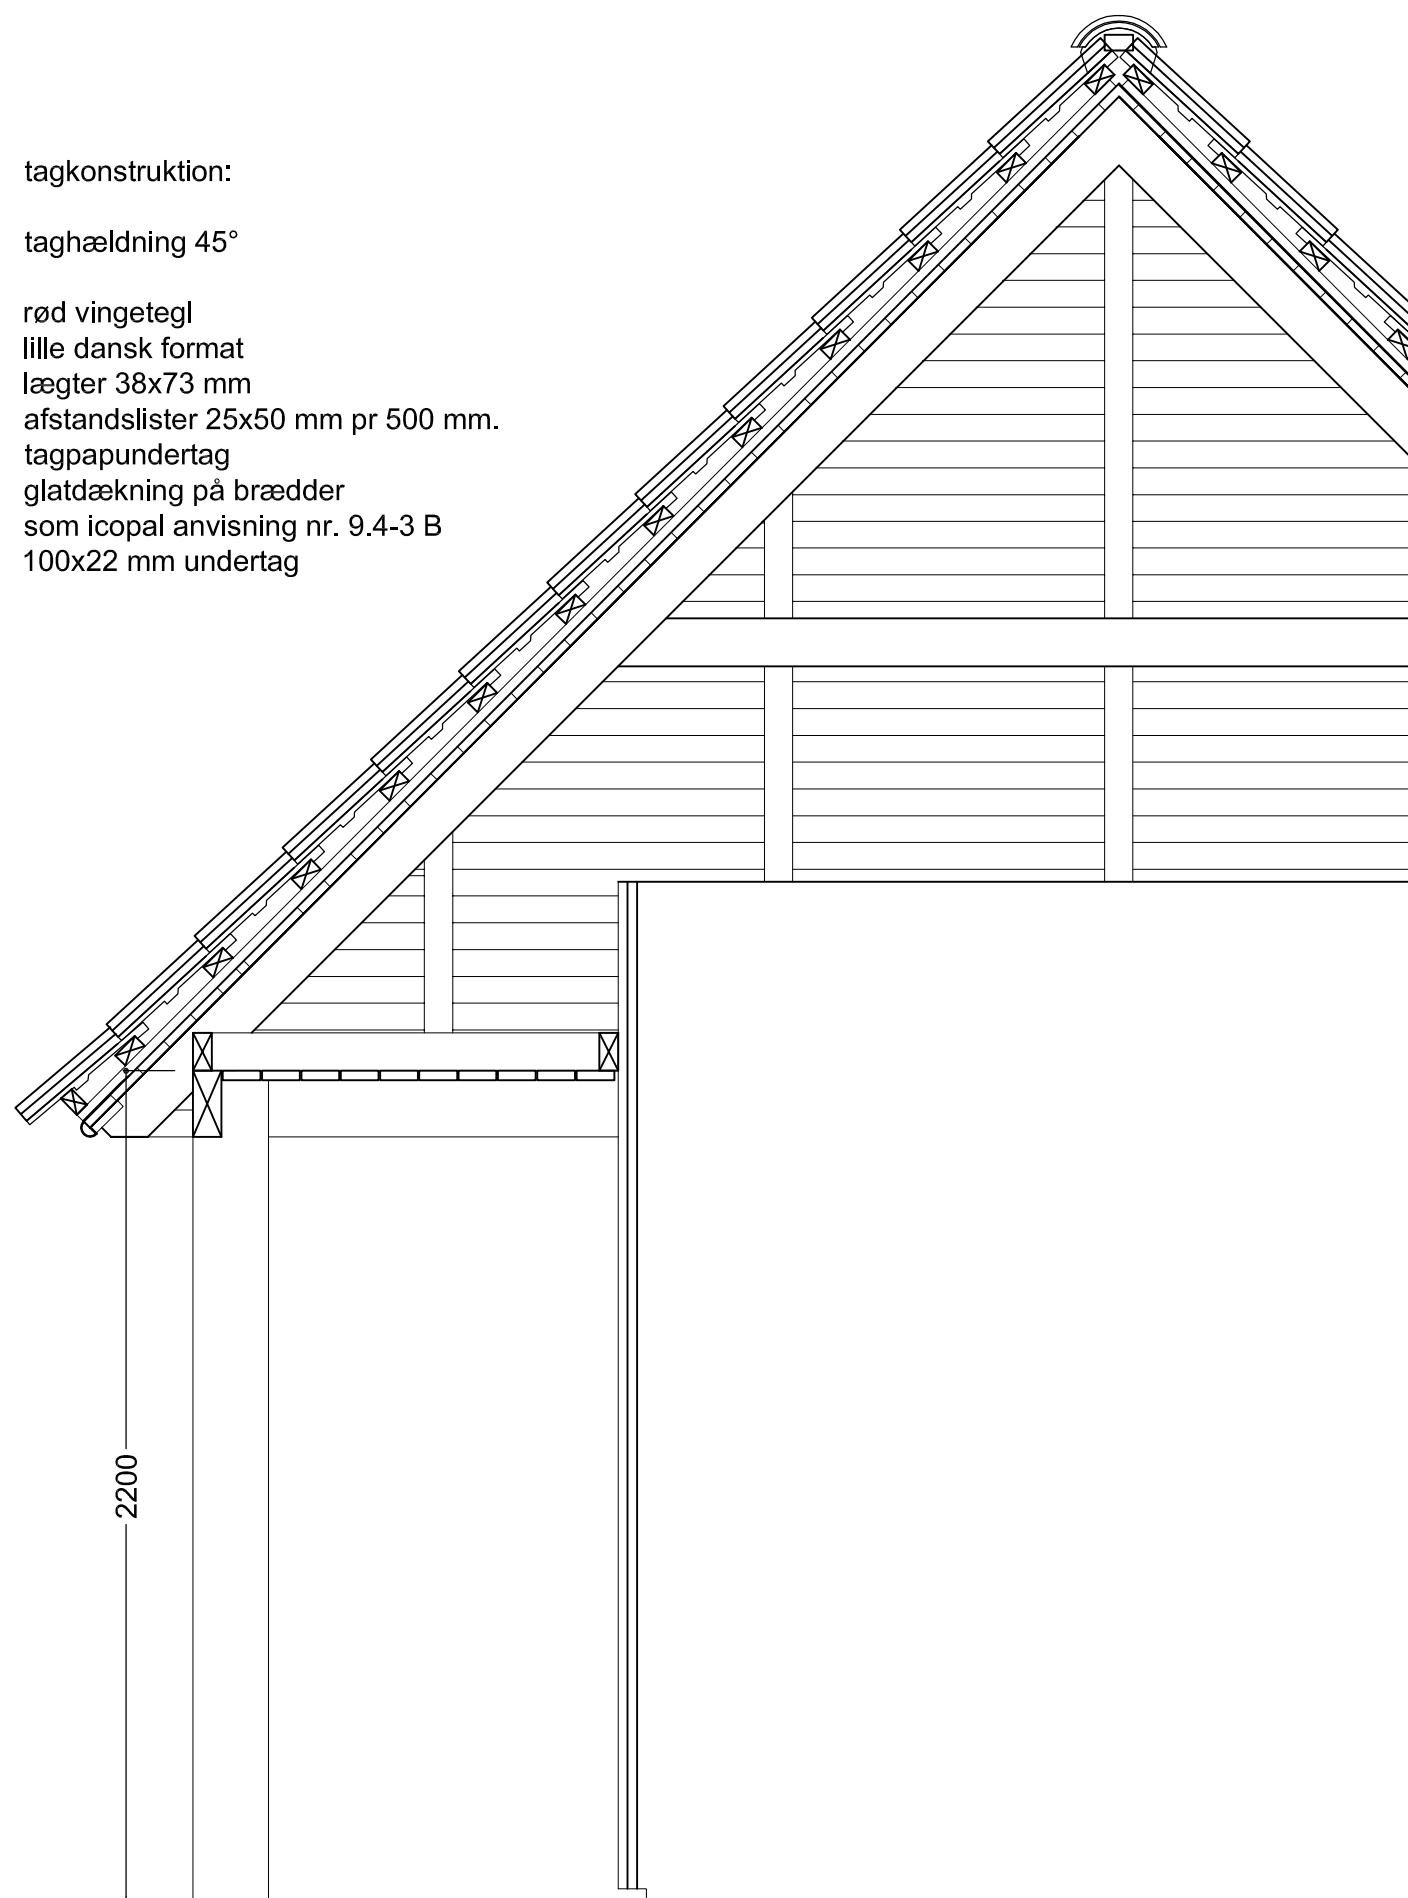 tagkonstruktion:
taghældning 45°
rød vingetegl
lille dansk format
lægter 38x73 mm
afstandslister 25x50 mm pr 500 mm.
tagpapundertag
glatdækning på brædder
som icopal anvisning nr. 9.4-3 B
100x22 mm undertag
2200